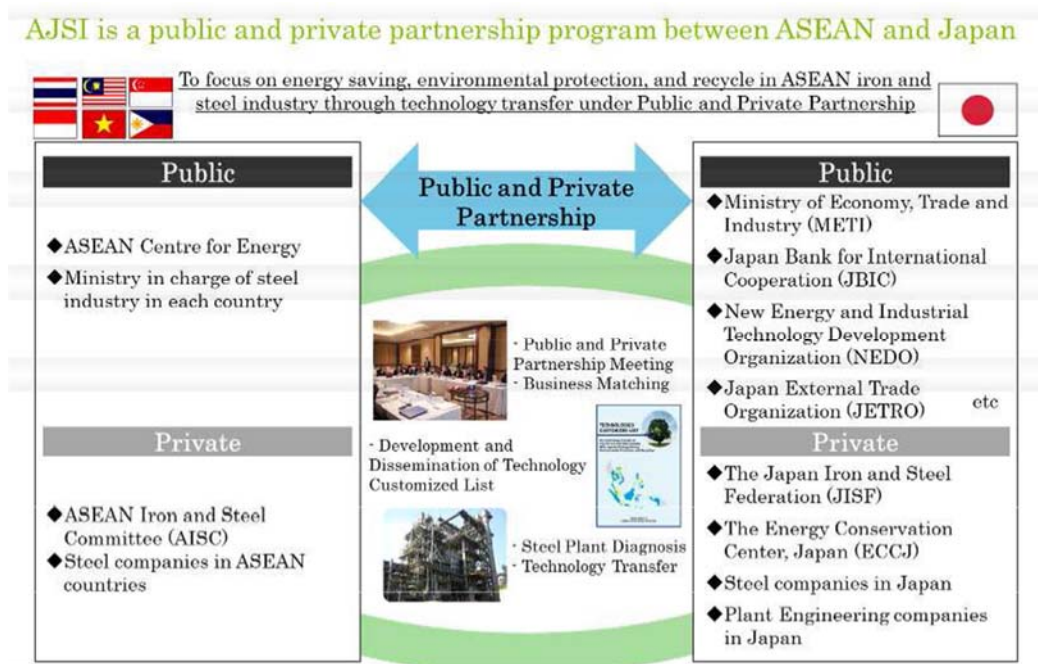 AJSI is a public and private partnership program between ASEAN and Japan
To focus on energy saving, environmental protection, and recycle in ASEAN iron and
steel industry through technology transfer under Public and Private Partnership
Public
◆ASEAN Centre for Energy
◆Ministry in charge of steel
industry in each country
Private
◆ASEAN Iron and Steel
Committee (AISC)
◆Steel companies in ASEAN
countries
Public and Private
Partnership
· Public and Private
Partnership Meeting
· Business Matching
· Development and
Dissemination of Technology
Customized List
TECHNOLOGIES
CUSTOMIZED LIST
· Steel Plant Diagnosis
· Technology Transfer
Public
◆Ministry of Economy, Trade and
Industry (METI)
◆Japan Bank for International
Cooperation (JBIC)
◆New Energy and Industrial
Technology Development
Organization (NEDO)
◆Japan External Trade
Organization (JETRO)
etc
Private
◆The Japan Iron and Steel
Federation (JISF)
◆The Energy Conservation
Center, Japan (ECCJ)
◆Steel companies in Japan
◆Plant Engineering companies
in Japan